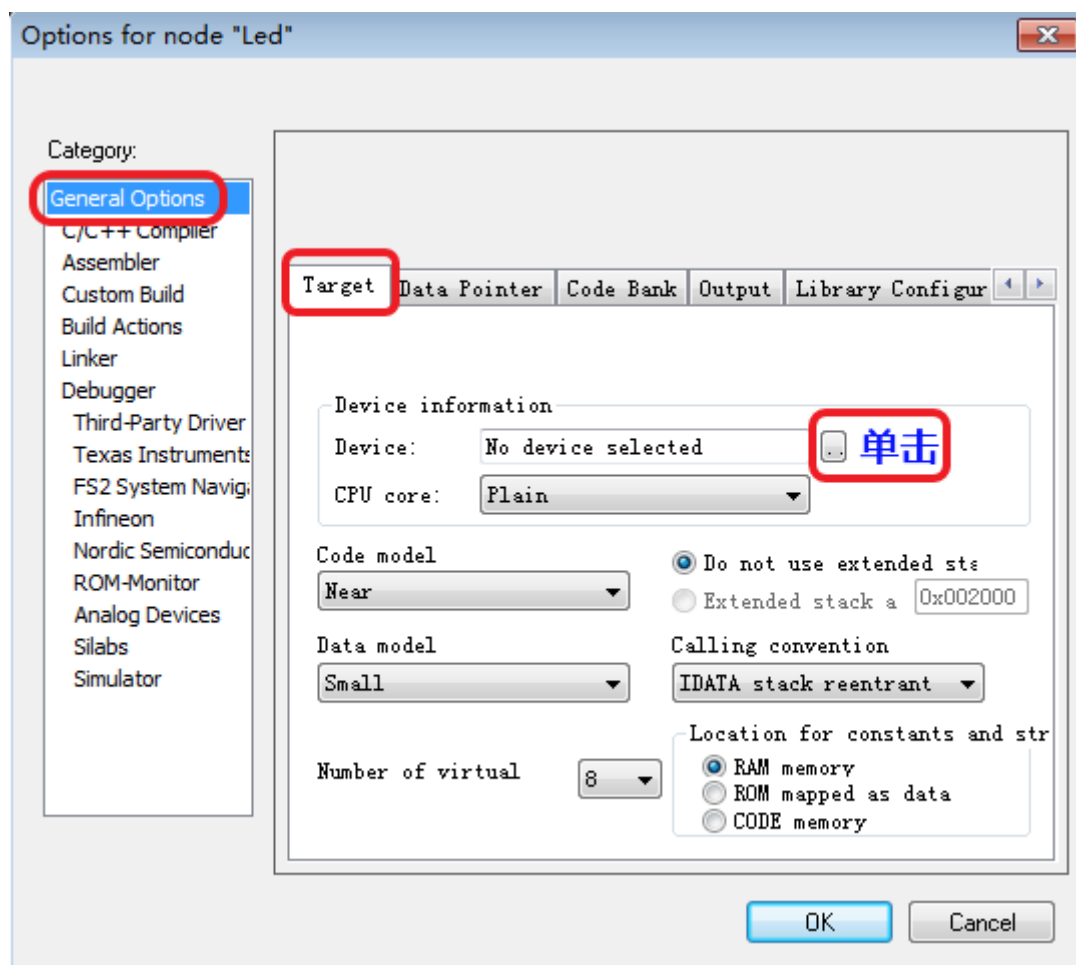 Options for node "Led"
Category:
General Options
C/C++ Compiler
Assembler
Custom Build
Build Actions
Linker
Debugger
Third-Party Driver
Texas Instruments
FS2 System Naviga
Infineon
Nordic Semiconduc
ROM-Monitor
Analog Devices
Silabs
Simulator
Target Data Pointer Code Bank Output Library Configur
Device information
Device: No device selected .. 单击
CPU core: Plain
Code model
Near
Do not use extended sta
Extended stack a 0x002000
Data model
Small
Calling convention
IDATA stack reentrant
Number of virtual 8
Location for constants and str
RAM memory
ROM mapped as data
CODE memory
OK Cancel